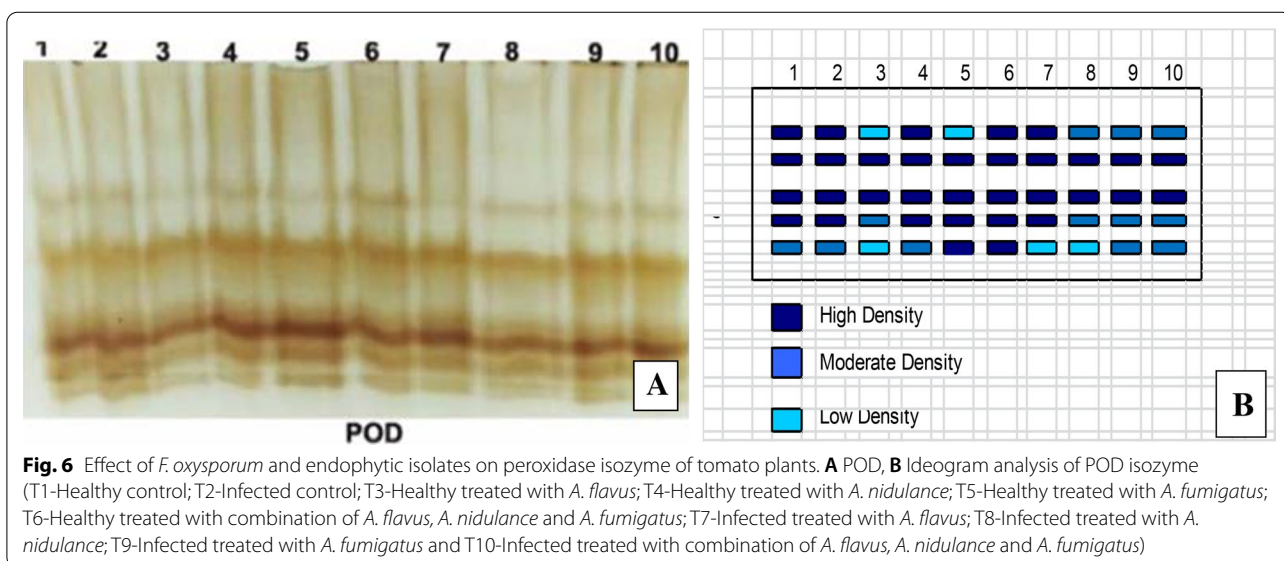 1 2 3 4 5 6 7 8 9 10
A
POD
1 2 3 4 5 6 7 8 9 10
High Density
Moderate Density
Low Density
B
Fig. 6 Effect of F. oxysporum and endophytic isolates on peroxidase isozyme of tomato plants. A POD, B Ideogram analysis of POD isozyme
(T1-Healthy control; T2-Infected control; T3-Healthy treated with A. flavus; T4-Healthy treated with A. nidulance; T5-Healthy treated with A. fumigatus;
T6-Healthy treated with combination of A. flavus, A. nidulance and A. fumigatus; T7-Infected treated with A. flavus; T8-Infected treated with A.
nidulance; T9-Infected treated with A. fumigatus and T10-Infected treated with combination of A. flavus, A. nidulance and A. fumigatus)